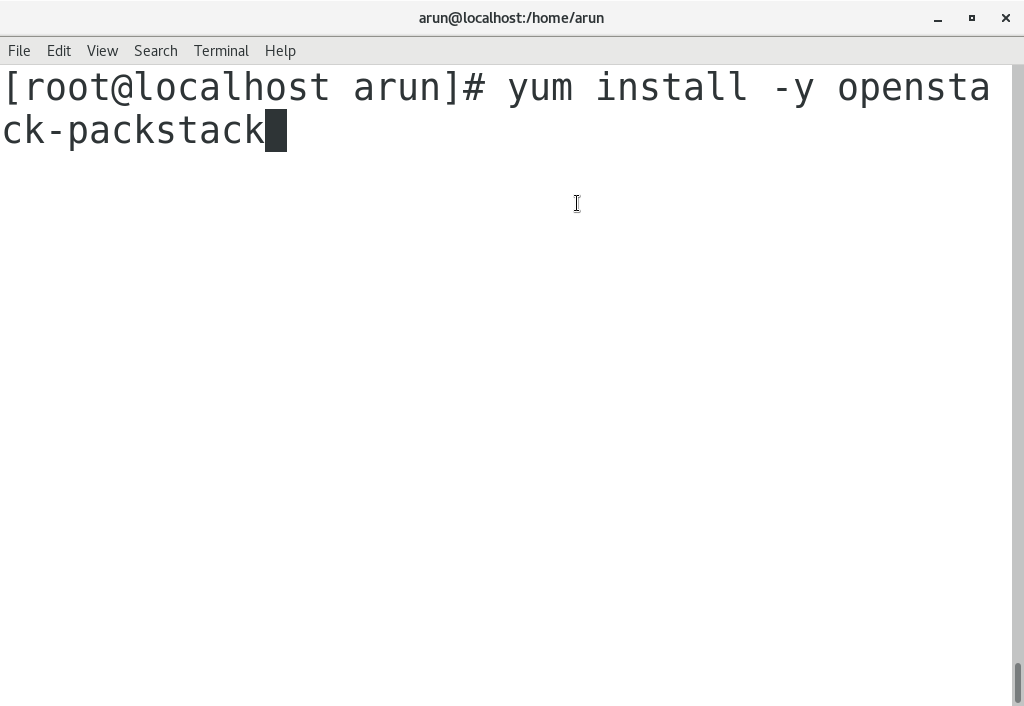 arun@localhost:/home/arun
File Edit View Search Terminal Help
[root@localhost arun]# yum install -y opensta
ck-packstack